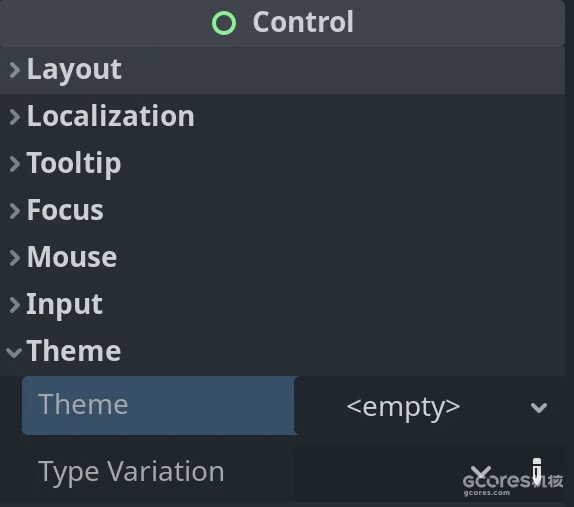 Control
Layout
Localization
Tooltip
Focus
Mouse
Input
Theme
Theme <empty>
Type Variation
GCORES机核
gcores.com